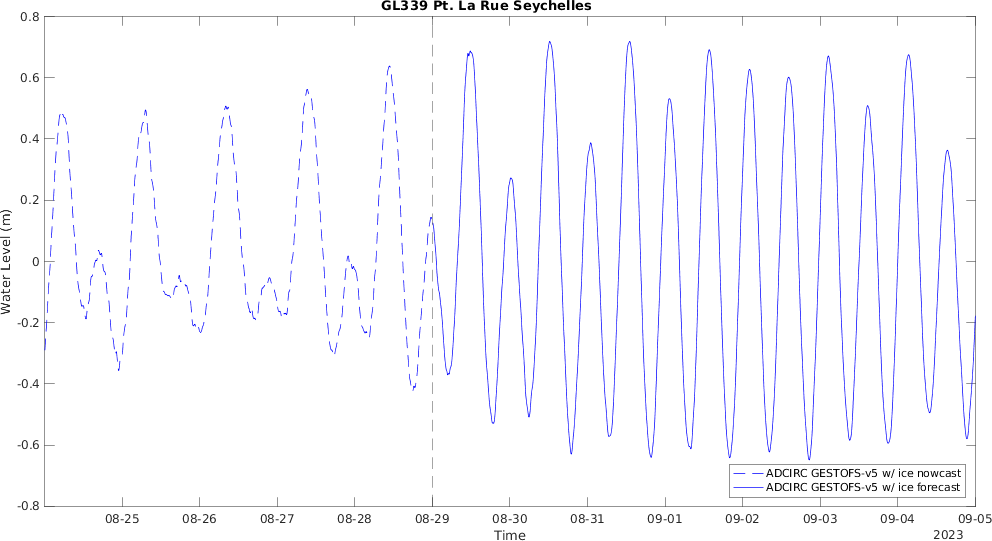 GL339 Pt. La Rue Seychelles
0.8
0.6
0.4
0.2
0
-0.2
-0.4
-0.6
-0.8
Water Level (m)
ADCIRC GESTOFS-v5 w/ ice nowcast
ADCIRC GESTOFS-v5 w/ ice forecast
08-25 08-26 08-27 08-28 08-29 08-30 08-31 09-01 09-02 09-03 09-04 09-05
Time
2023